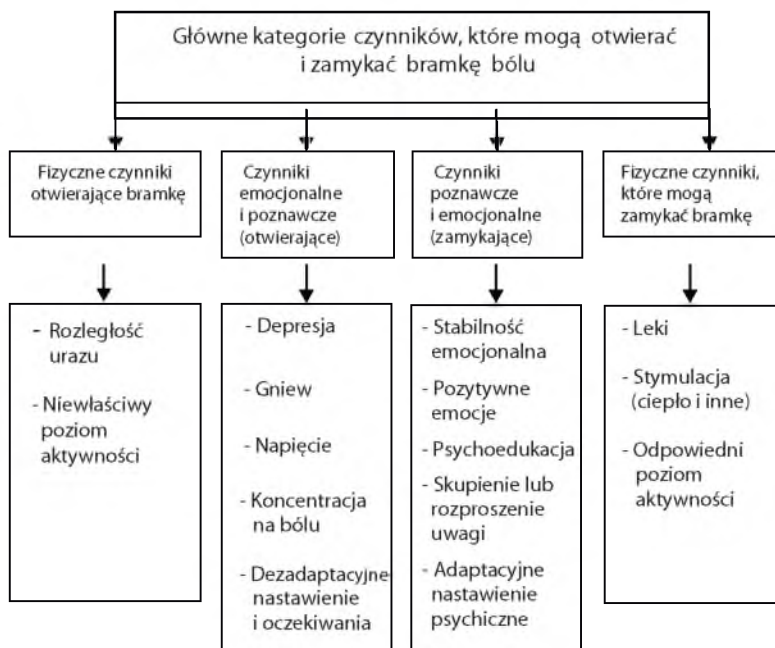 Główne kategorie czynników, które mogą otwierać
i zamykać bramkę bólu
Fizyczne czynniki
otwierające bramkę
Czynniki
emocjonalne
i poznawcze
(otwierające)
Czynniki
poznawcze
i emocjonalne
(zamykające)
Fizyczne czynniki,
które mogą
zamykać bramkę
- Rozległość
urazu
- Niewłaściwy
poziom
aktywności
- Depresja
- Gniew
- Napięcie
- Koncentracja
na bólu
- Dezadaptacyjne
nastawienie
i oczekiwania
- Stabilność
emocjonalna
- Pozytywne
emocje
- Psychoedukacja
- Skupienie lub
rozproszenie
uwagi
- Adaptacyjne
nastawienie
psychiczne
- Leki
- Stymulacja
(ciepło i inne)
- Odpowiedni
poziom
aktywności